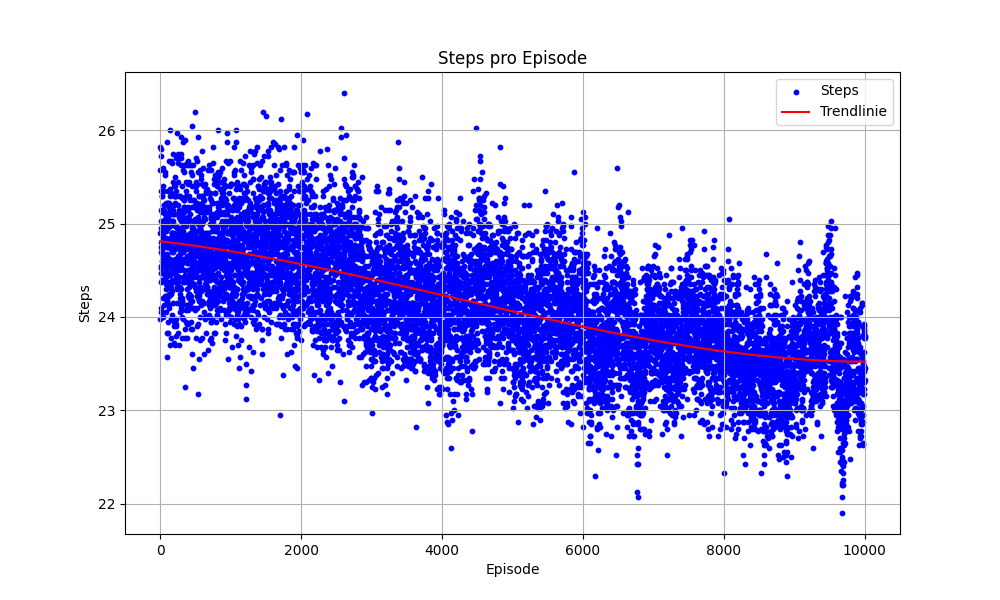 Steps pro Episode
Steps
Trendlinie
26
25
24
23
22
Steps
0 2000 4000 6000 8000 10000
Episode